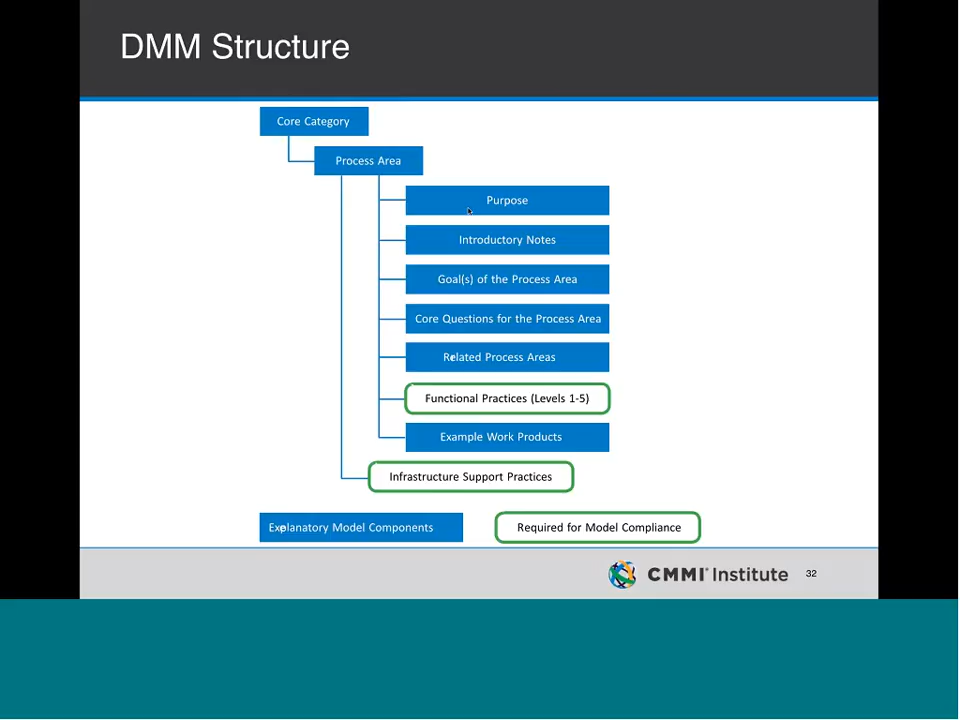 DMM Structure
Core Category
Process Area
Purpose
Introductory Notes
Goal(s) of the Process Area
Core Questions for the Process Area
Related Process Areas
Functional Practices (Levels 1-5)
Example Work Products
Infrastructure Support Practices
Explanatory Model Components
Required for Model Compliance
CMMI® Institute
32